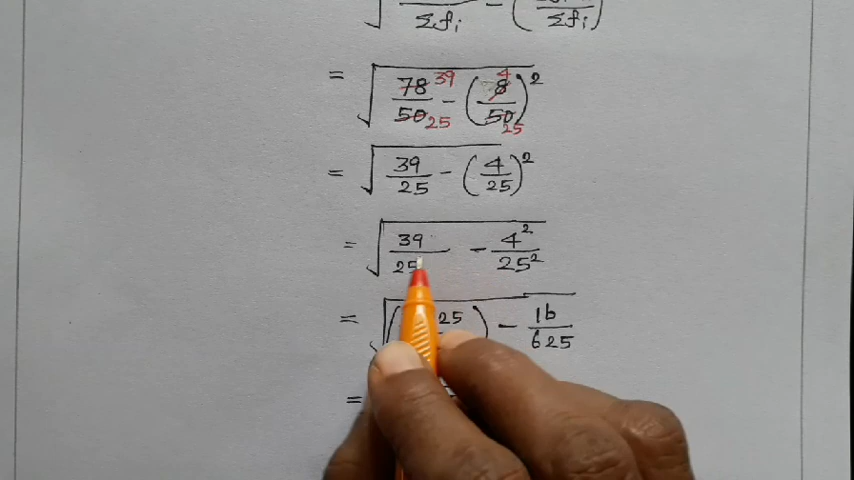 √ Σfᵢ − ( Σfᵢ )
= √ 78/50 39/25 − ( 8/50 4/25 )²
= √ 39/25 − ( 4/25 )²
= √ 39/25 − 4²/25²
= √ ( 25 ) − 16/625
=